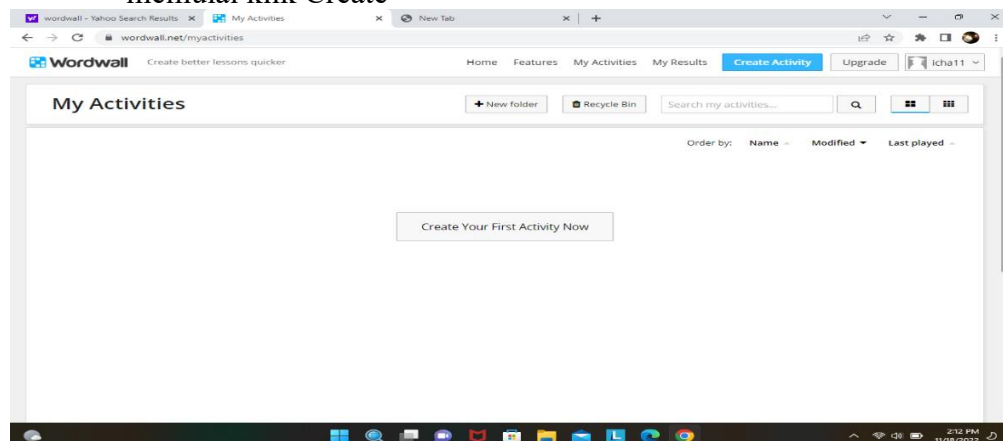 wordwall - Yahoo Search Results My Activities New Tab
wordwall.net/myactivities
Wordwall Create better lessons quicker Home Features My Activities My Results Create Activity Upgrade icha11
My Activities New folder Recycle Bin Search my activities...
Order by: Name Modified Last played
Create Your First Activity Now
2:12 PM